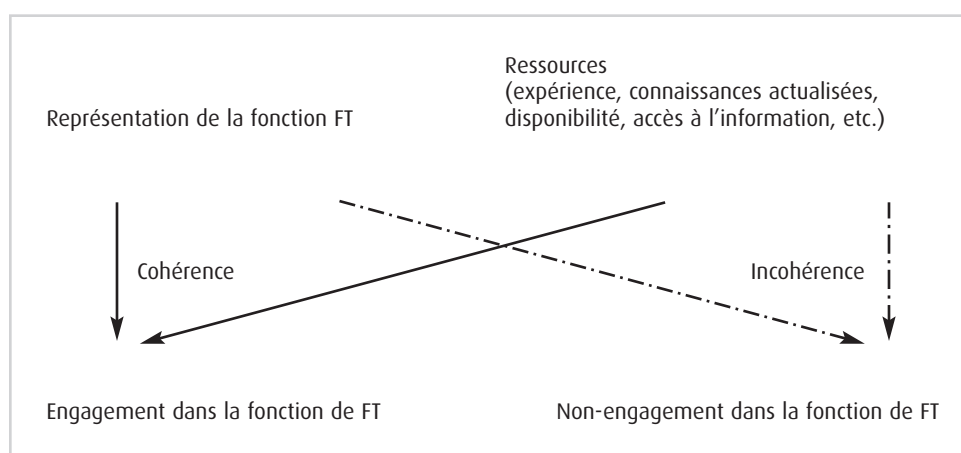 Représentation de la fonction FT
Ressources
(expérience, connaissances actualisées,
disponibilité, accès à l'information, etc.)
Cohérence
Incohérence
Engagement dans la fonction de FT
Non-engagement dans la fonction de FT